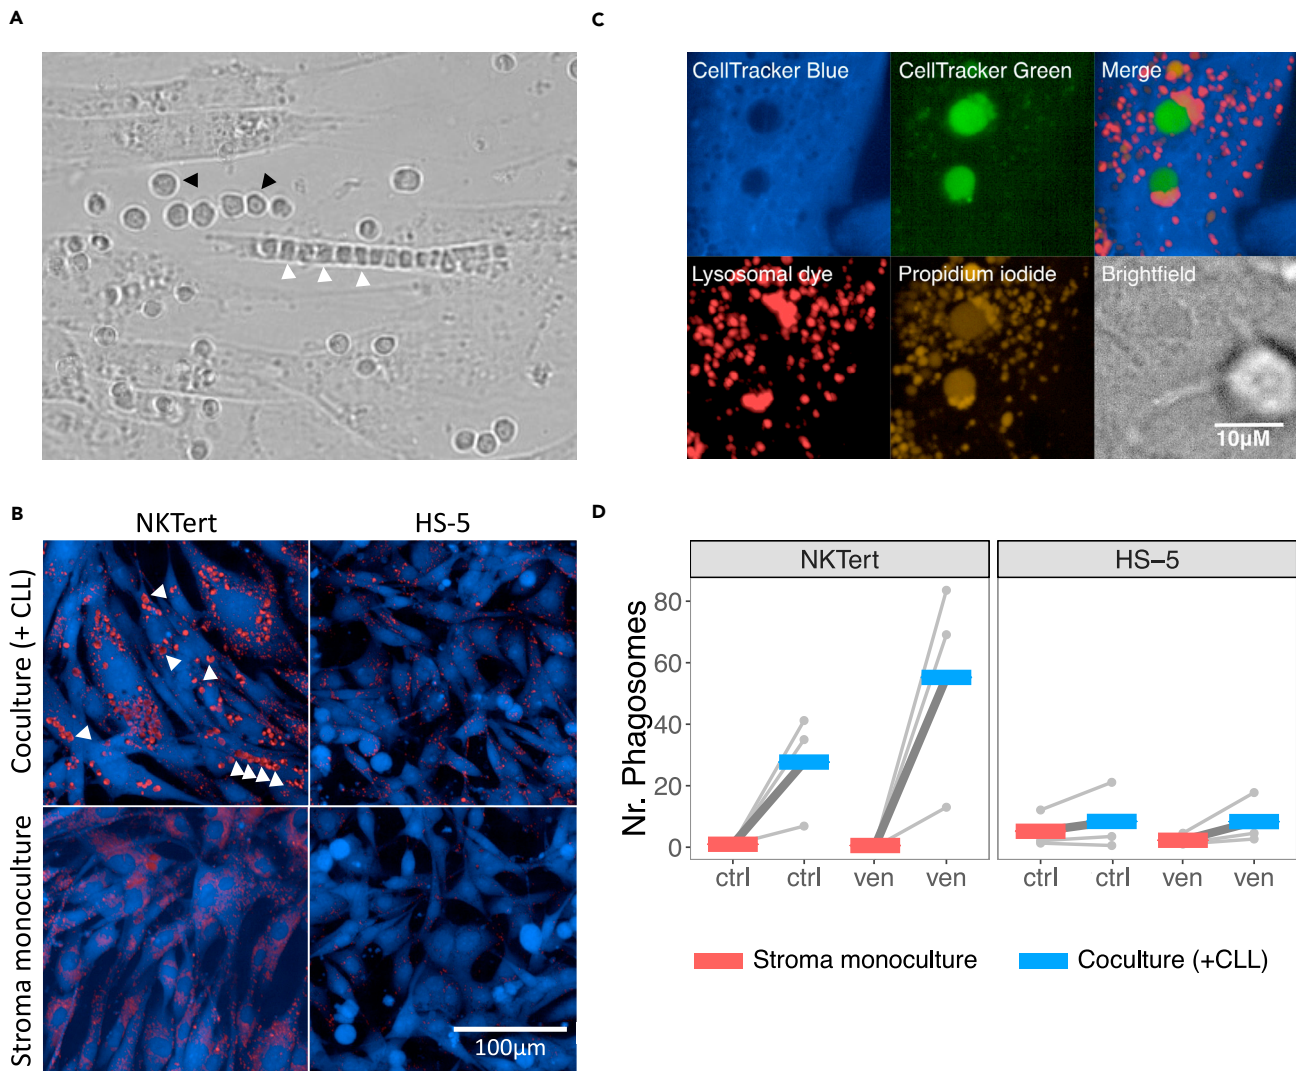 A
C
CellTracker Blue
CellTracker Green
Merge
Lysosomal dye
Propidium iodide
Brightfield
10µM
B
NKTert
HS-5
Coculture (+ CLL)
Stroma monoculture
100µm
D
NKTert
HS–5
Nr. Phagosomes
80
60
40
20
0
ctrl
ctrl
ven
ven
ctrl
ctrl
ven
ven
Stroma monoculture
Coculture (+CLL)